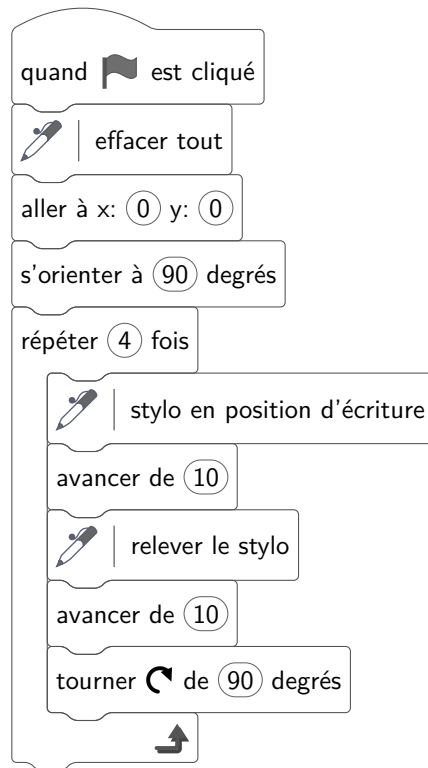 quand est cliqué
effacer tout
aller à x: 0 y: 0
s'orienter à 90 degrés
répéter 4 fois
stylo en position d'écriture
avancer de 10
relever le stylo
avancer de 10
tourner de 90 degrés